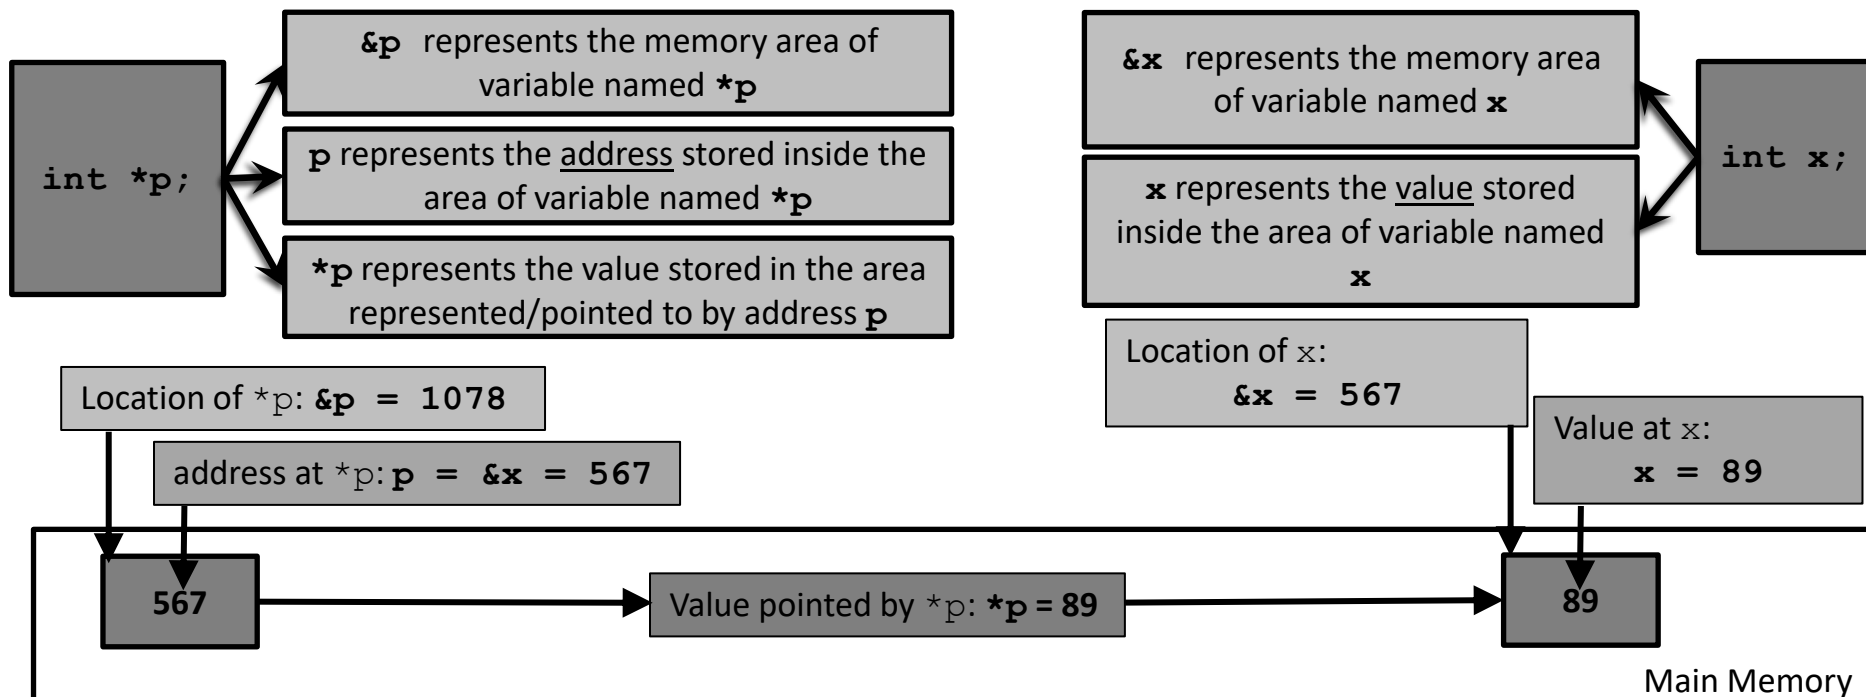 int *p;
&p represents the memory area of
variable named *p
p represents the address stored inside the
area of variable named *p
*p represents the value stored in the area
represented/pointed to by address p
&x represents the memory area
of variable named x
x represents the value stored
inside the area of variable named
x
int x;
Location of *p: &p = 1078
address at *p: p = &x = 567
Location of x:
&x = 567
Value at x:
x = 89
567
Value pointed by *p: *p = 89
89
Main Memory